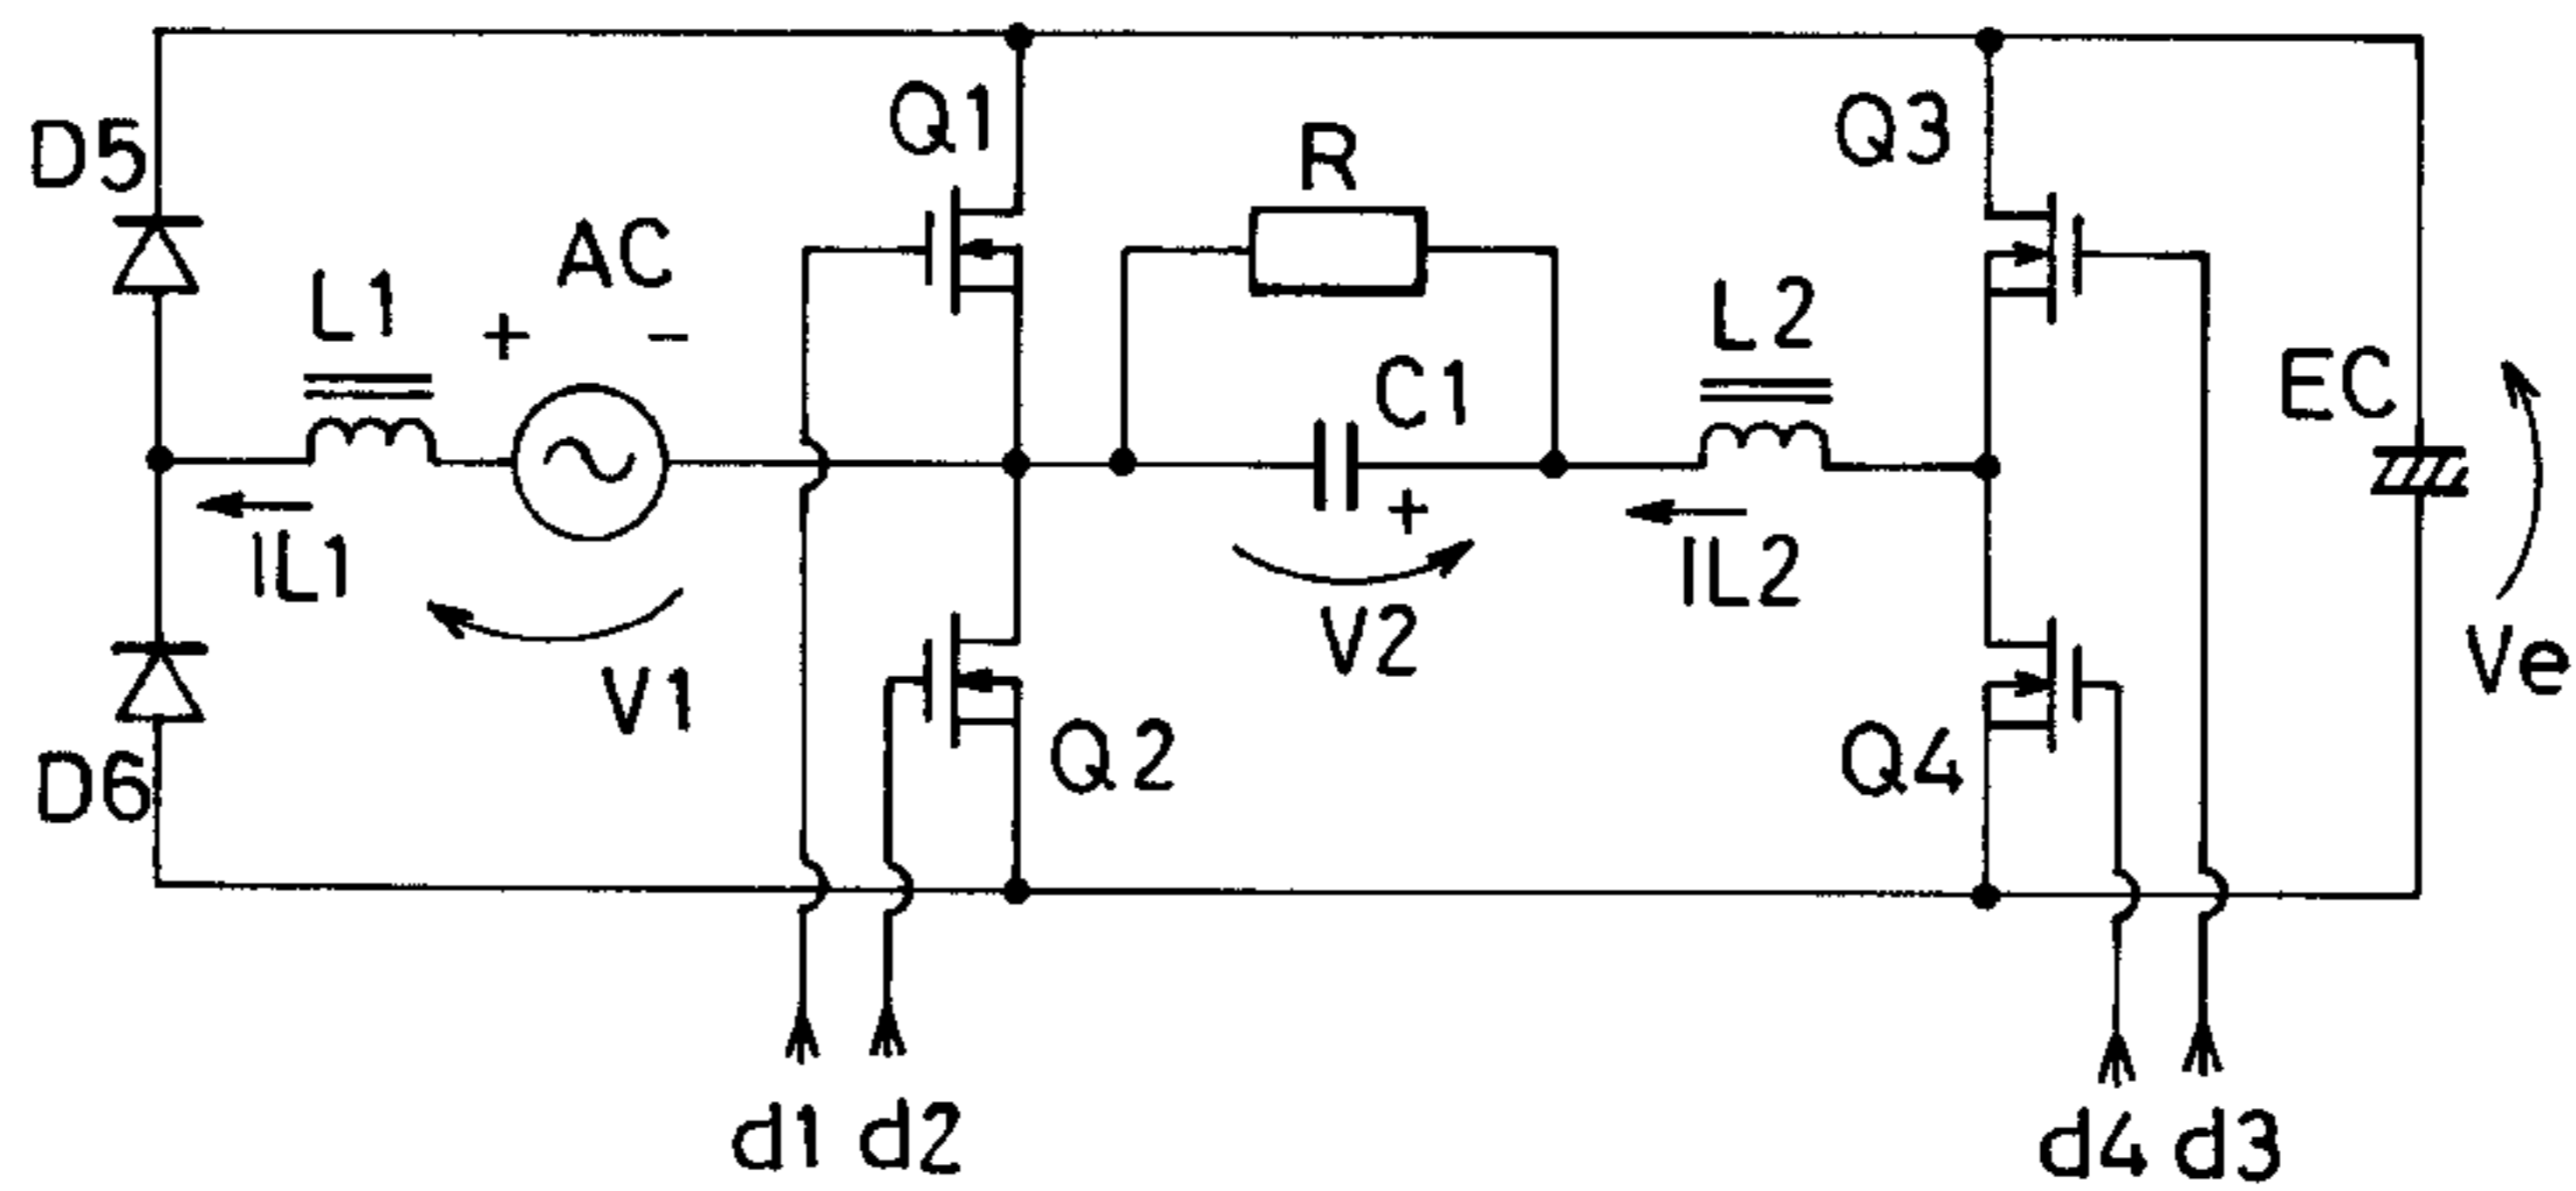 Q1
Q3
R
D5
AC
L1
+
−
L2
C1
EC
+
IL1
IL2
V1
V2
Ve
Q2
Q4
D6
d1
d2
d4
d3